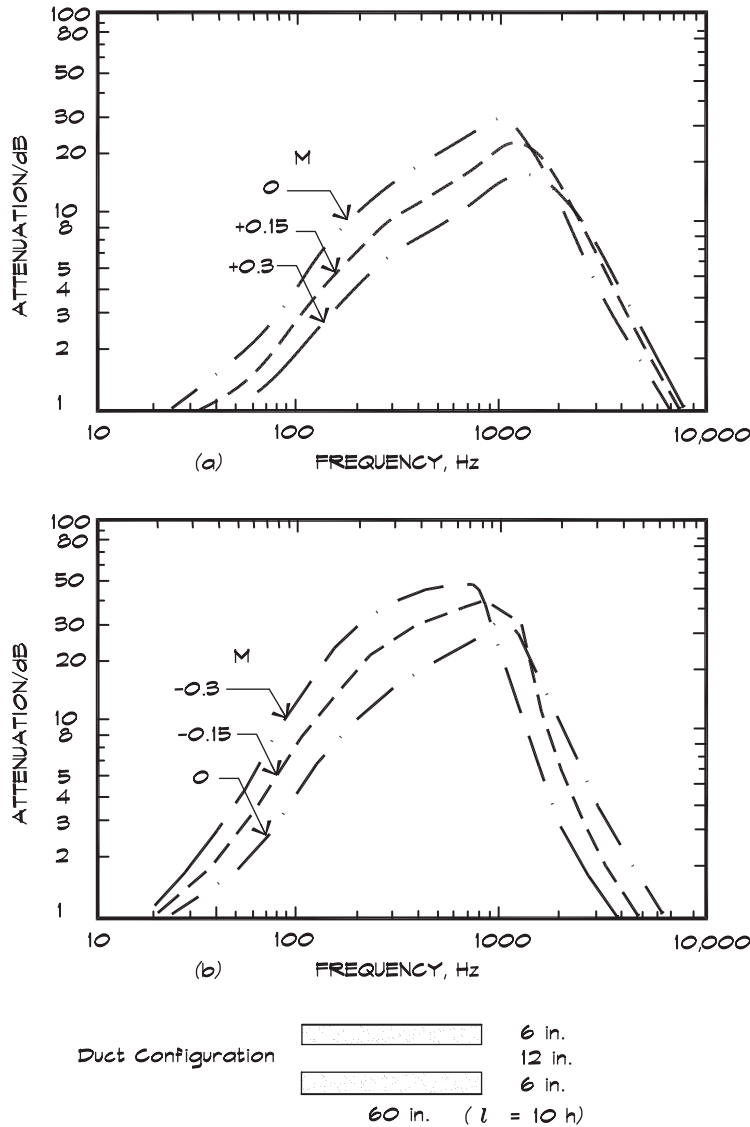 100
80
50
30
20
10
8
5
4
3
2
1
ATTENUATION/dB
M
0
+0.15
+0.3
10
100
1000
10,000
(a)
FREQUENCY, Hz
100
80
50
30
20
10
8
5
4
3
2
1
ATTENUATION/dB
M
-0.3
-0.15
0
10
100
1000
10,000
(b)
FREQUENCY, Hz
Duct Configuration
6 in.
12 in.
6 in.
60 in. ( l = 10 h)